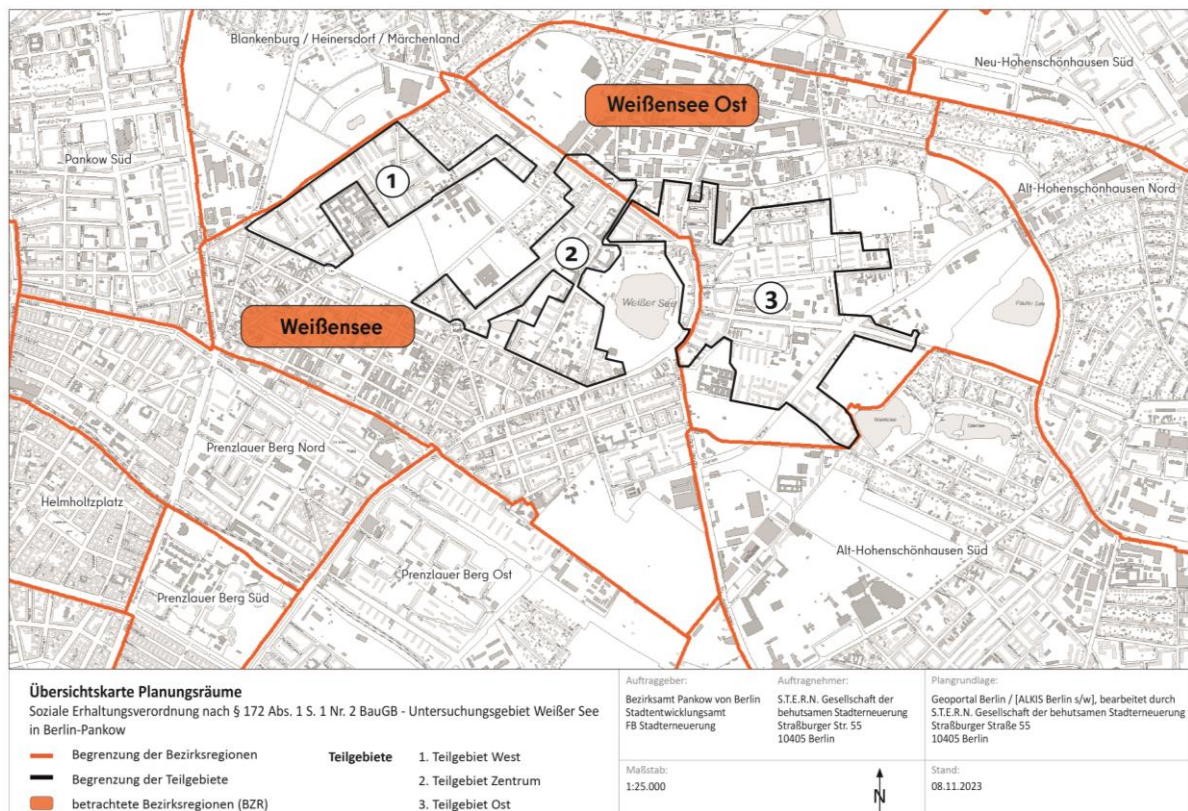 Blankenburg / Heinersdorf / Märchenland
Neu-Hohenschönhausen Süd
Weißensee Ost
Pankow Süd
1
Alt-Hohenschönhausen Nord
2
Weißer See
3
Weißensee
Prenzlauer Berg Nord
Helmholtzplatz
Alt-Hohenschönhausen Süd
Prenzlauer Berg Ost
Prenzlauer Berg Süd
Übersichtskarte Planungsräume
Soziale Erhaltungsverordnung nach § 172 Abs. 1 S. 1 Nr. 2 BauGB - Untersuchungsgebiet Weißer See
in Berlin-Pankow
Begrenzung der Bezirksregionen
Begrenzung der Teilgebiete
betrachtete Bezirksregionen (BZR)
Teilgebiete
1. Teilgebiet West
2. Teilgebiet Zentrum
3. Teilgebiet Ost
Auftraggeber:
Bezirksamt Pankow von Berlin
Stadtentwicklungsamt
FB Stadterneuerung
Auftragnehmer:
S.T.E.R.N. Gesellschaft der
behutsamen Stadterneuerung
Straßburger Str. 55
10405 Berlin
Plangrundlage:
Geoportal Berlin / [ALKIS Berlin s/w], bearbeitet durch
S.T.E.R.N. Gesellschaft der behutsamen Stadterneuerung
Straßburger Straße 55
10405 Berlin
Maßstab:
1:25.000
N
Stand:
08.11.2023